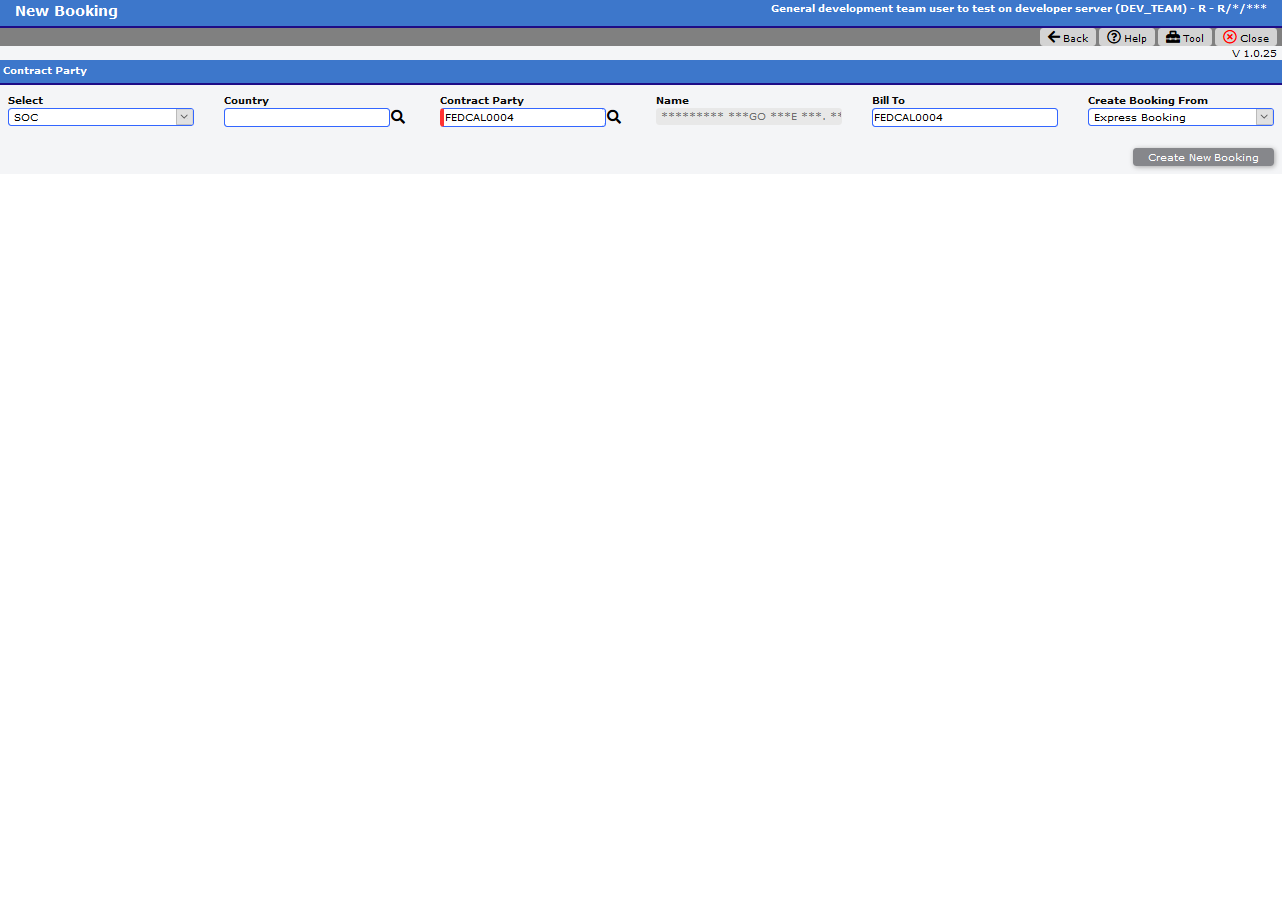 New Booking
General development team user to test on developer server (DEV_TEAM) - R - R/*/***
Back Help Tool Close
V 1.0.25
Contract Party
Select Country Contract Party Name Bill To Create Booking From
SOC FEDCAL0004 ********* ***GO ***E ***. ** FEDCAL0004 Express Booking
Create New Booking